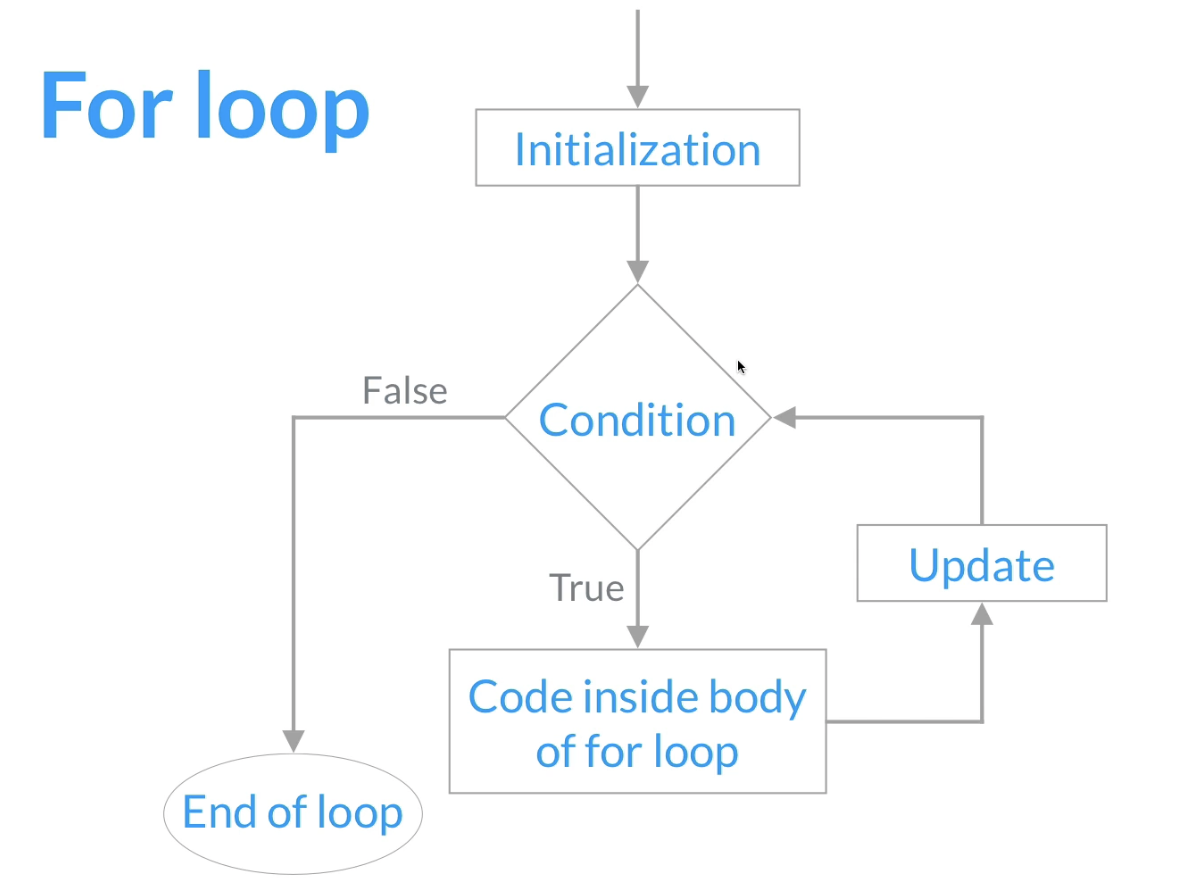 For loop
Initialization
False
Condition
True
Update
Code inside body
of for loop
End of loop